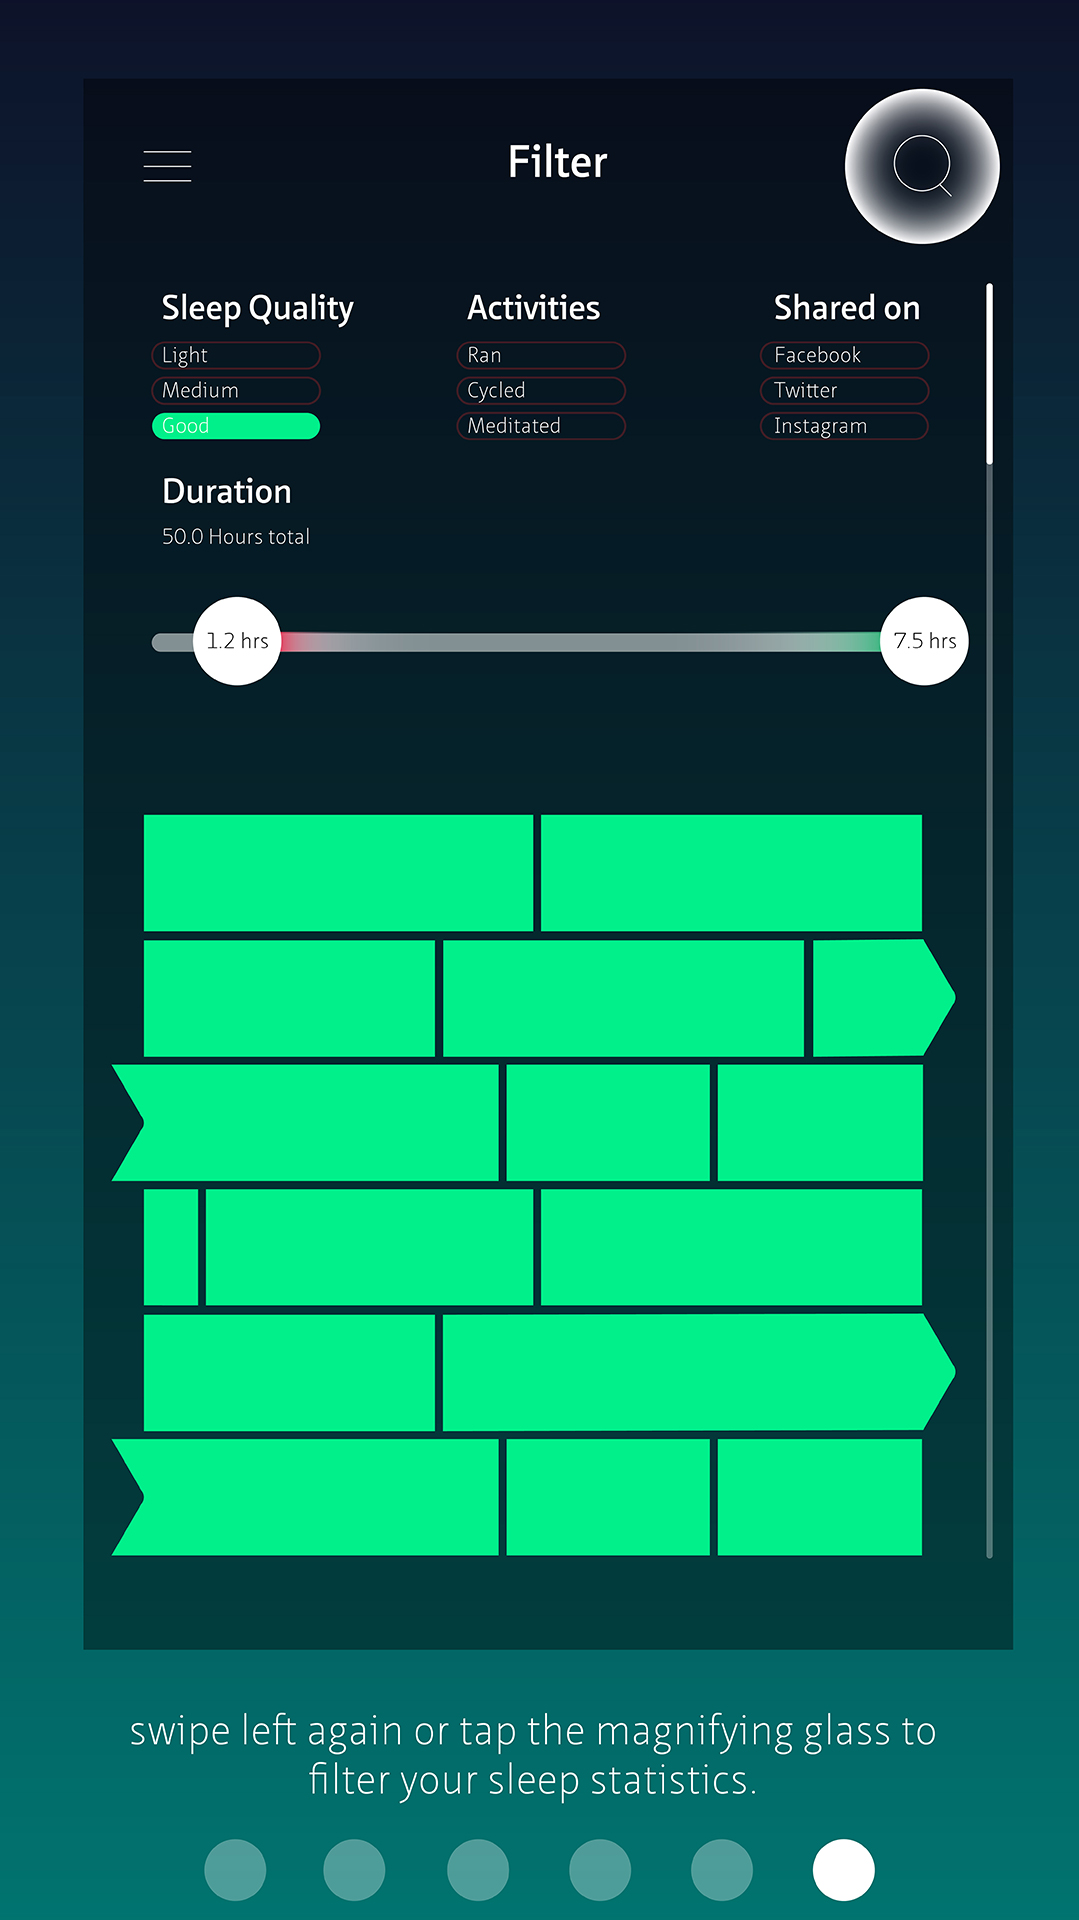 Filter
Sleep Quality
Light
Medium
Good
Activities
Ran
Cycled
Meditated
Shared on
Facebook
Twitter
Instagram
Duration
50.0 Hours total
1.2 hrs
7.5 hrs
swipe left again or tap the magnifying glass to
filter your sleep statistics.